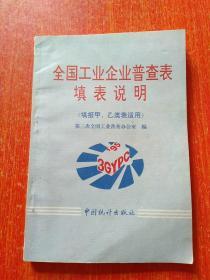 全国工业企业普查表
填表说明
(填报甲、乙类表适用)
第三次全国工业普查办公室 编
1995
3GYPC
中国统计出版社